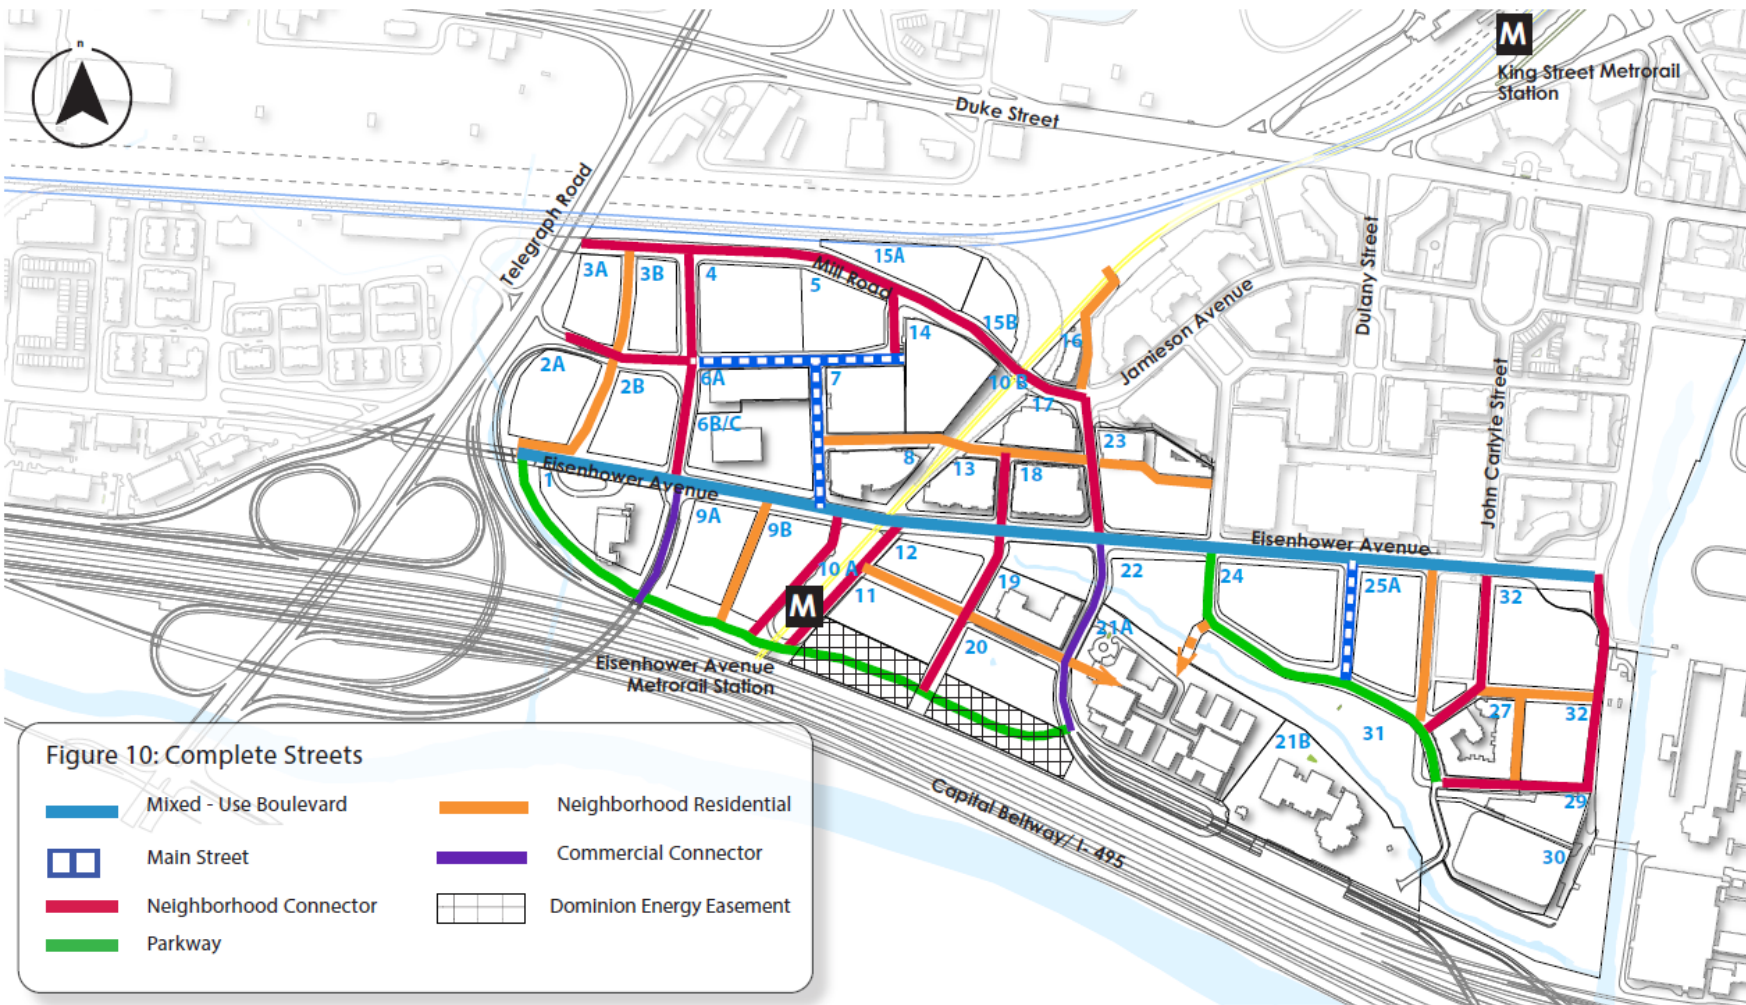 n
M
King Street Metrorail
Station
Duke Street
Telegraph Road
Dulany Street
Jamieson Avenue
John Carlyle Street
Mill Road
15A
3A
3B
4
5
15B
14
16
2A
2B
6A
7
10 B
17
6B/C
8
13
18
23
Eisenhower Avenue
1
9A
9B
Eisenhower Avenue
12
10 A
11
19
22
24
25A
32
M
21A
20
Eisenhower Avenue
Metrorail Station
27
32
31
21B
29
30
Capital Beltway/ I- 495
Figure 10: Complete Streets
Mixed - Use Boulevard
Neighborhood Residential
Main Street
Commercial Connector
Neighborhood Connector
Dominion Energy Easement
Parkway